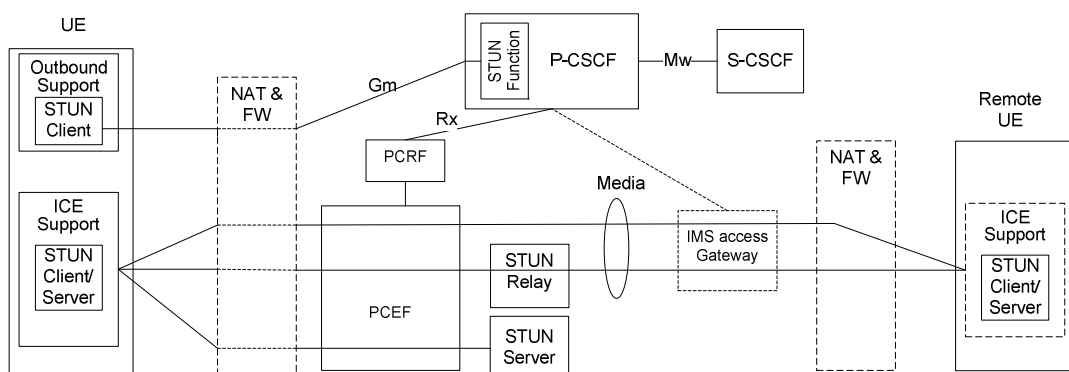 UE
Outbound
Support
STUN
Client
ICE
Support
STUN
Client/
Server
NAT &
FW
Gm
STUN
Function
P-CSCF
Mw
S-CSCF
Rx
PCRF
PCEF
STUN
Relay
STUN
Server
Media
IMS access
Gateway
NAT &
FW
Remote
UE
ICE
Support
STUN
Client/
Server